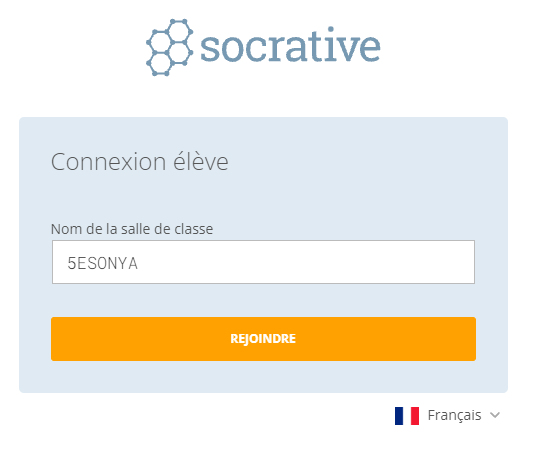 socrative
Connexion élève
Nom de la salle de classe
5ESONYA
REJOINDRE
Français